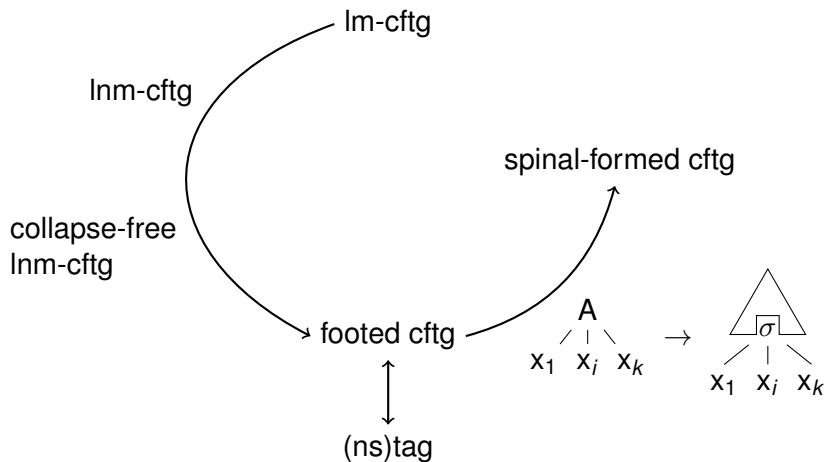 lm-cftg
lnm-cftg
spinal-formed cftg
collapse-free
lnm-cftg
footed cftg
A → σ
x1 xi xk x1 xi xk
(ns)tag